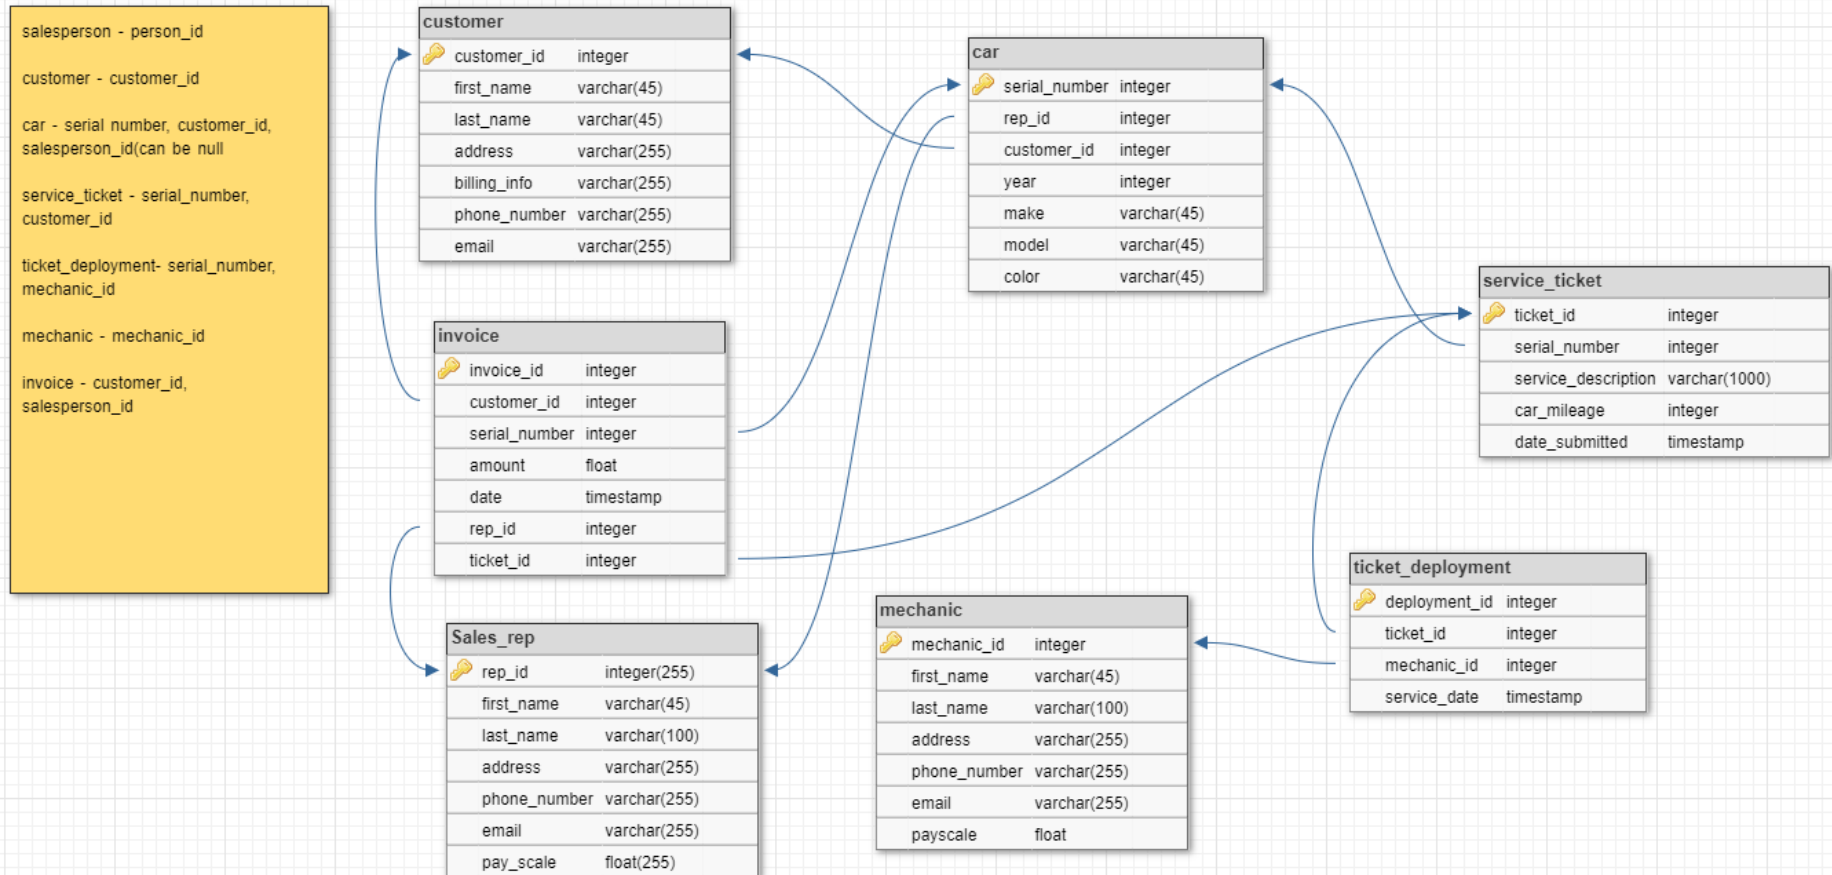 salesperson - person_id
customer - customer_id
car - serial number, customer_id,
salesperson_id(can be null
service_ticket - serial_number,
customer_id
ticket_deployment- serial_number,
mechanic_id
mechanic - mechanic_id
invoice - customer_id,
salesperson_id
customer
customer_id integer
first_name varchar(45)
last_name varchar(45)
address varchar(255)
billing_info varchar(255)
phone_number varchar(255)
email varchar(255)
invoice
invoice_id integer
customer_id integer
serial_number integer
amount float
date timestamp
rep_id integer
ticket_id integer
Sales_rep
rep_id integer(255)
first_name varchar(45)
last_name varchar(100)
address varchar(255)
phone_number varchar(255)
email varchar(255)
pay_scale float(255)
car
serial_number integer
rep_id integer
customer_id integer
year integer
make varchar(45)
model varchar(45)
color varchar(45)
mechanic
mechanic_id integer
first_name varchar(45)
last_name varchar(100)
address varchar(255)
phone_number varchar(255)
email varchar(255)
payscale float
service_ticket
ticket_id integer
serial_number integer
service_description varchar(1000)
car_mileage integer
date_submitted timestamp
ticket_deployment
deployment_id integer
ticket_id integer
mechanic_id integer
service_date timestamp